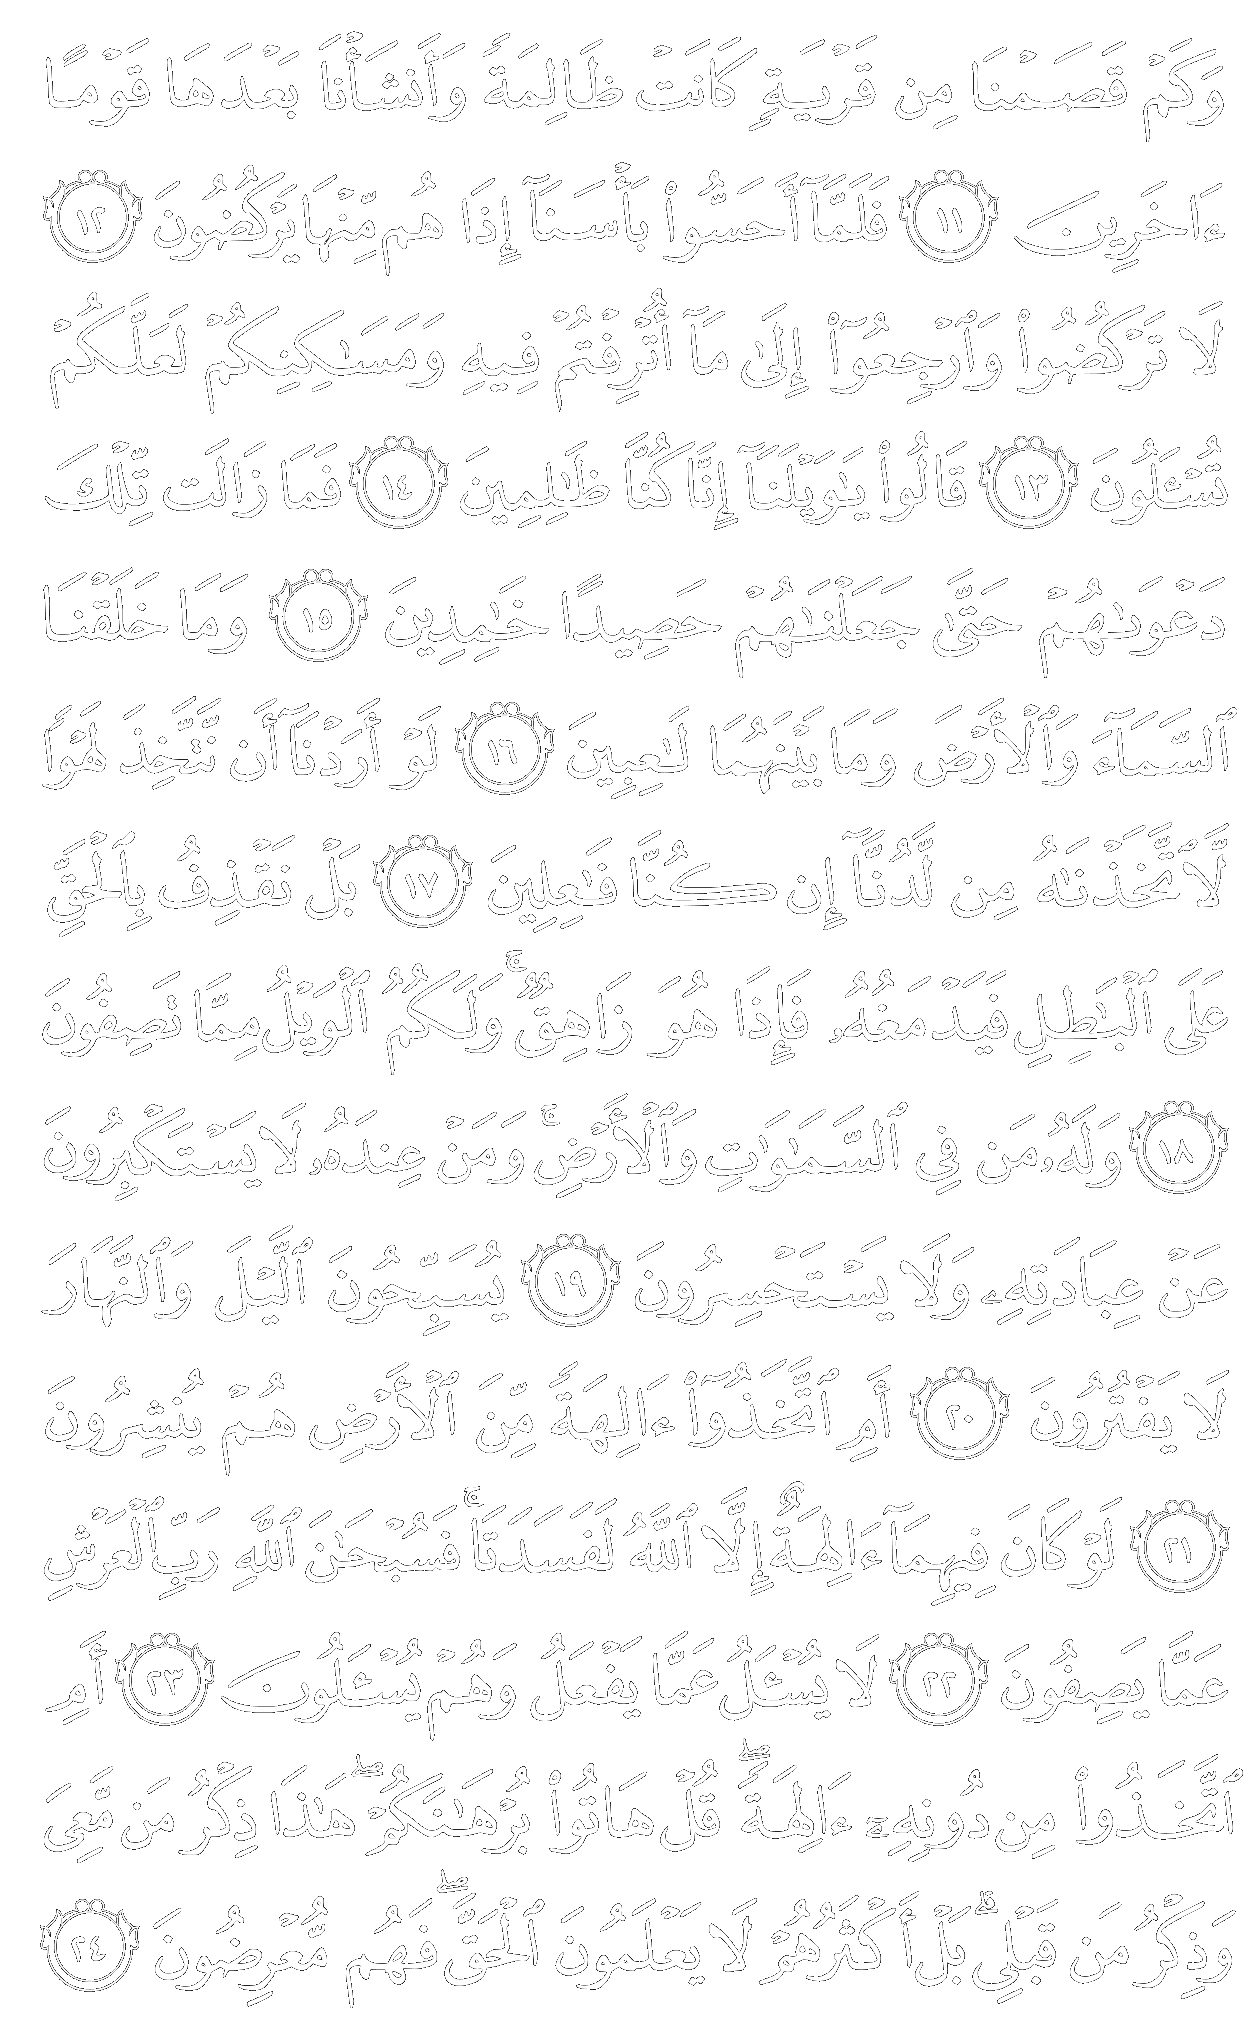 وَكَمْ قَصَمْنَا مِن قَرْيَةٍ كَانَتْ ظَالِمَةً وَأَنشَأْنَا بَعْدَهَا قَوْمًا
ءَاخَرِينَ ١١ فَلَمَّآ أَحَسُّوا۟ بَأْسَنَآ إِذَا هُم مِّنْهَا يَرْكُضُونَ ١٢
لَا تَرْكُضُوا۟ وَٱرْجِعُوٓا۟ إِلَىٰ مَآ أُتْرِفْتُمْ فِيهِ وَمَسَٰكِنِكُمْ لَعَلَّكُمْ
تُسْـَٔلُونَ ١٣ قَالُوا۟ يَٰوَيْلَنَآ إِنَّا كُنَّا ظَٰلِمِينَ ١٤ فَمَا زَالَت تِّلْكَ
دَعْوَىٰهُمْ حَتَّىٰ جَعَلْنَٰهُمْ حَصِيدًا خَٰمِدِينَ ١٥ وَمَا خَلَقْنَا
ٱلسَّمَآءَ وَٱلْأَرْضَ وَمَا بَيْنَهُمَا لَٰعِبِينَ ١٦ لَوْ أَرَدْنَآ أَن نَّتَّخِذَ لَهْوًا
لَّٱتَّخَذْنَٰهُ مِن لَّدُنَّآ إِن كُنَّا فَٰعِلِينَ ١٧ بَلْ نَقْذِفُ بِٱلْحَقِّ
عَلَى ٱلْبَٰطِلِ فَيَدْمَغُهُۥ فَإِذَا هُوَ زَاهِقٌ ۚ وَلَكُمُ ٱلْوَيْلُ مِمَّا تَصِفُونَ
١٨ وَلَهُۥ مَن فِى ٱلسَّمَٰوَٰتِ وَٱلْأَرْضِ ۚ وَمَنْ عِندَهُۥ لَا يَسْتَكْبِرُونَ
عَنْ عِبَادَتِهِۦ وَلَا يَسْتَحْسِرُونَ ١٩ يُسَبِّحُونَ ٱلَّيْلَ وَٱلنَّهَارَ
لَا يَفْتُرُونَ ٢٠ أَمِ ٱتَّخَذُوٓا۟ ءَالِهَةً مِّنَ ٱلْأَرْضِ هُمْ يُنشِرُونَ
٢١ لَوْ كَانَ فِيهِمَآ ءَالِهَةٌ إِلَّا ٱللَّهُ لَفَسَدَتَا ۚ فَسُبْحَٰنَ ٱللَّهِ رَبِّ ٱلْعَرْشِ
عَمَّا يَصِفُونَ ٢٢ لَا يُسْـَٔلُ عَمَّا يَفْعَلُ وَهُمْ يُسْـَٔلُونَ ٢٣ أَمِ
ٱتَّخَذُوا۟ مِن دُونِهِۦٓ ءَالِهَةً ۖ قُلْ هَاتُوا۟ بُرْهَٰنَكُمْ ۖ هَٰذَا ذِكْرُ مَن مَّعِىَ
وَذِكْرُ مَن قَبْلِى ۗ بَلْ أَكْثَرُهُمْ لَا يَعْلَمُونَ ٱلْحَقَّ ۖ فَهُم مُّعْرِضُونَ ٢٤